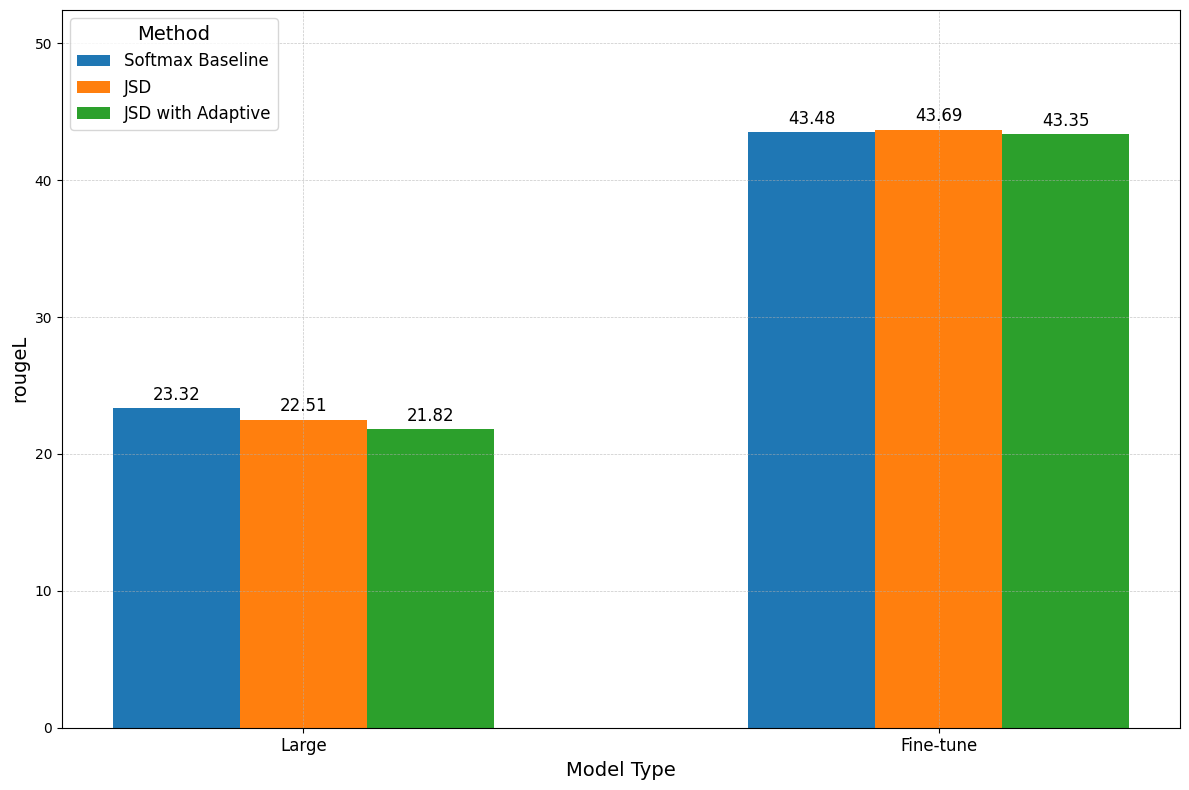 Method
Softmax Baseline
JSD
JSD with Adaptive
rougeL
50
40
30
20
10
0
23.32
22.51
21.82
43.48
43.69
43.35
Large
Fine-tune
Model Type